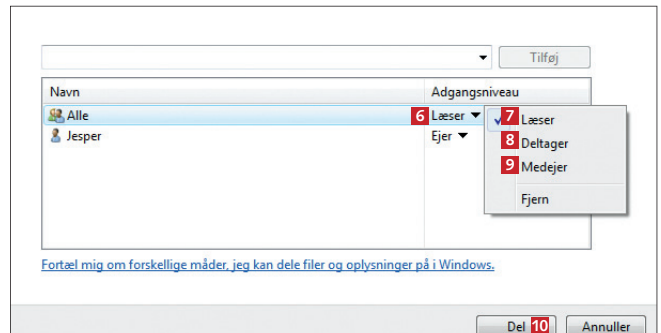 Tilføj
Navn Adgangsniveau
Alle 6 Læser 7 Læser
Jesper Ejer 8 Deltager
9 Medejer
Fjern
Fortæl mig om forskellige måder, jeg kan dele filer og oplysninger på i Windows.
Del 10 Annuller